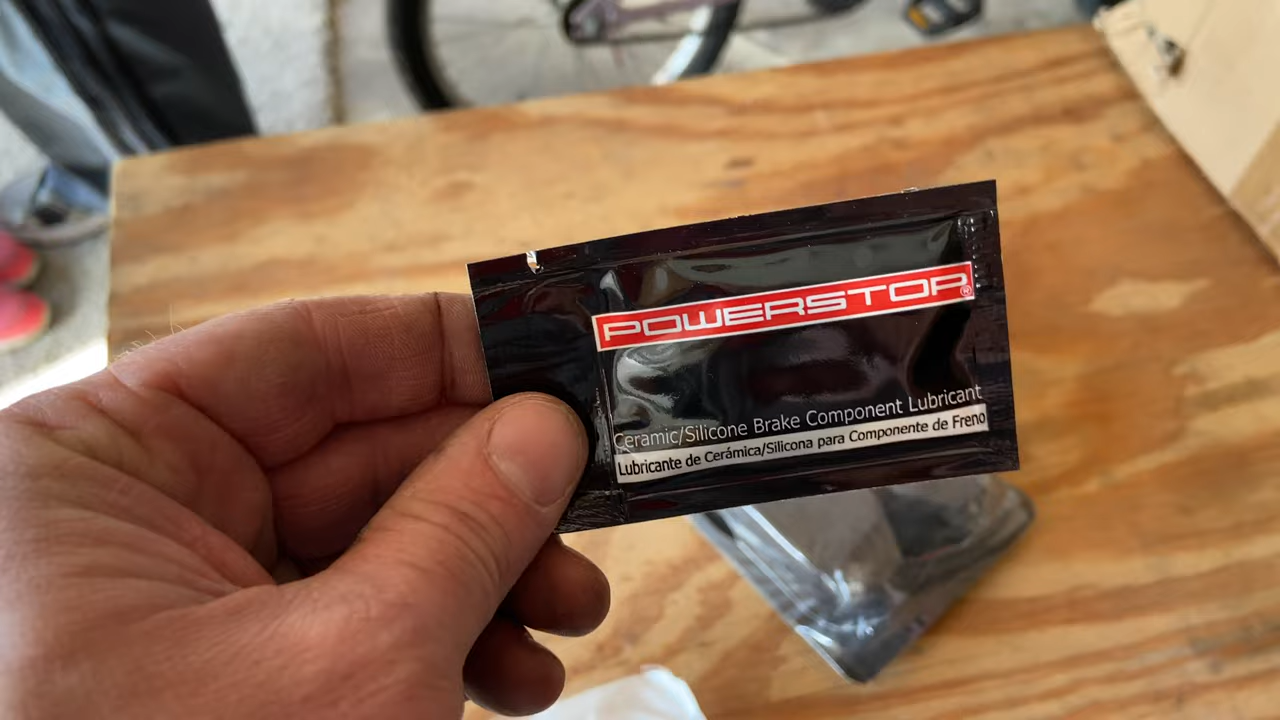 POWERSTOP®
Ceramic/Silicone Brake Component Lubricant
Lubricante de Cerámica/Silicona para Componente de Freno